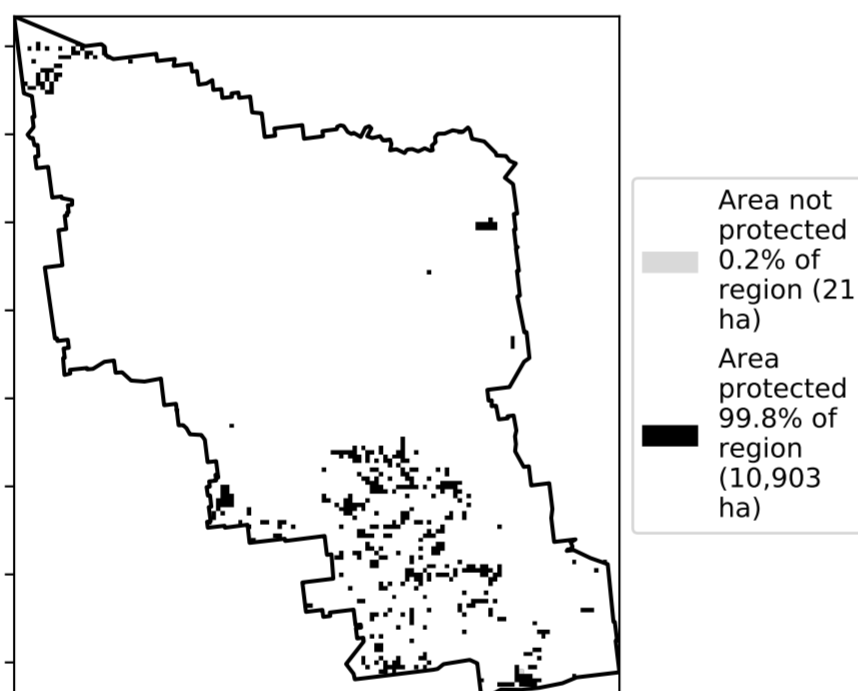 Area not
protected
0.2% of
region (21
ha)
Area
protected
99.8% of
region
(10,903
ha)